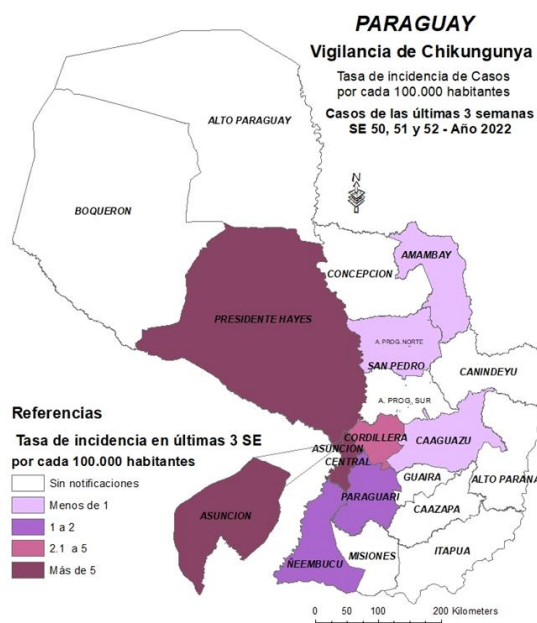 PARAGUAY
Vigilancia de Chikungunya
Tasa de incidencia de Casos
por cada 100.000 habitantes
Casos de las últimas 3 semanas
SE 50, 51 y 52 - Año 2022
N
ALTO PARAGUAY
BOQUERON
AMAMBAY
CONCEPCION
PRESIDENTE HAYES
A. PROG. NORTE
SAN PEDRO
CANINDEYU
A. PROG. SUR
CORDILLERA
CAAGUAZU
ASUNCION
CENTRAL
GUAIRA
ALTO PARANA
PARAGUARI
CAAZAPA
ASUNCION
ÑEEMBUCU
MISIONES
ITAPUA
Referencias
Tasa de incidencia en últimas 3 SE
por cada 100.000 habitantes
Sin notificaciones
Menos de 1
1 a 2
2.1 a 5
Más de 5
0 50 100 200 Kilometers